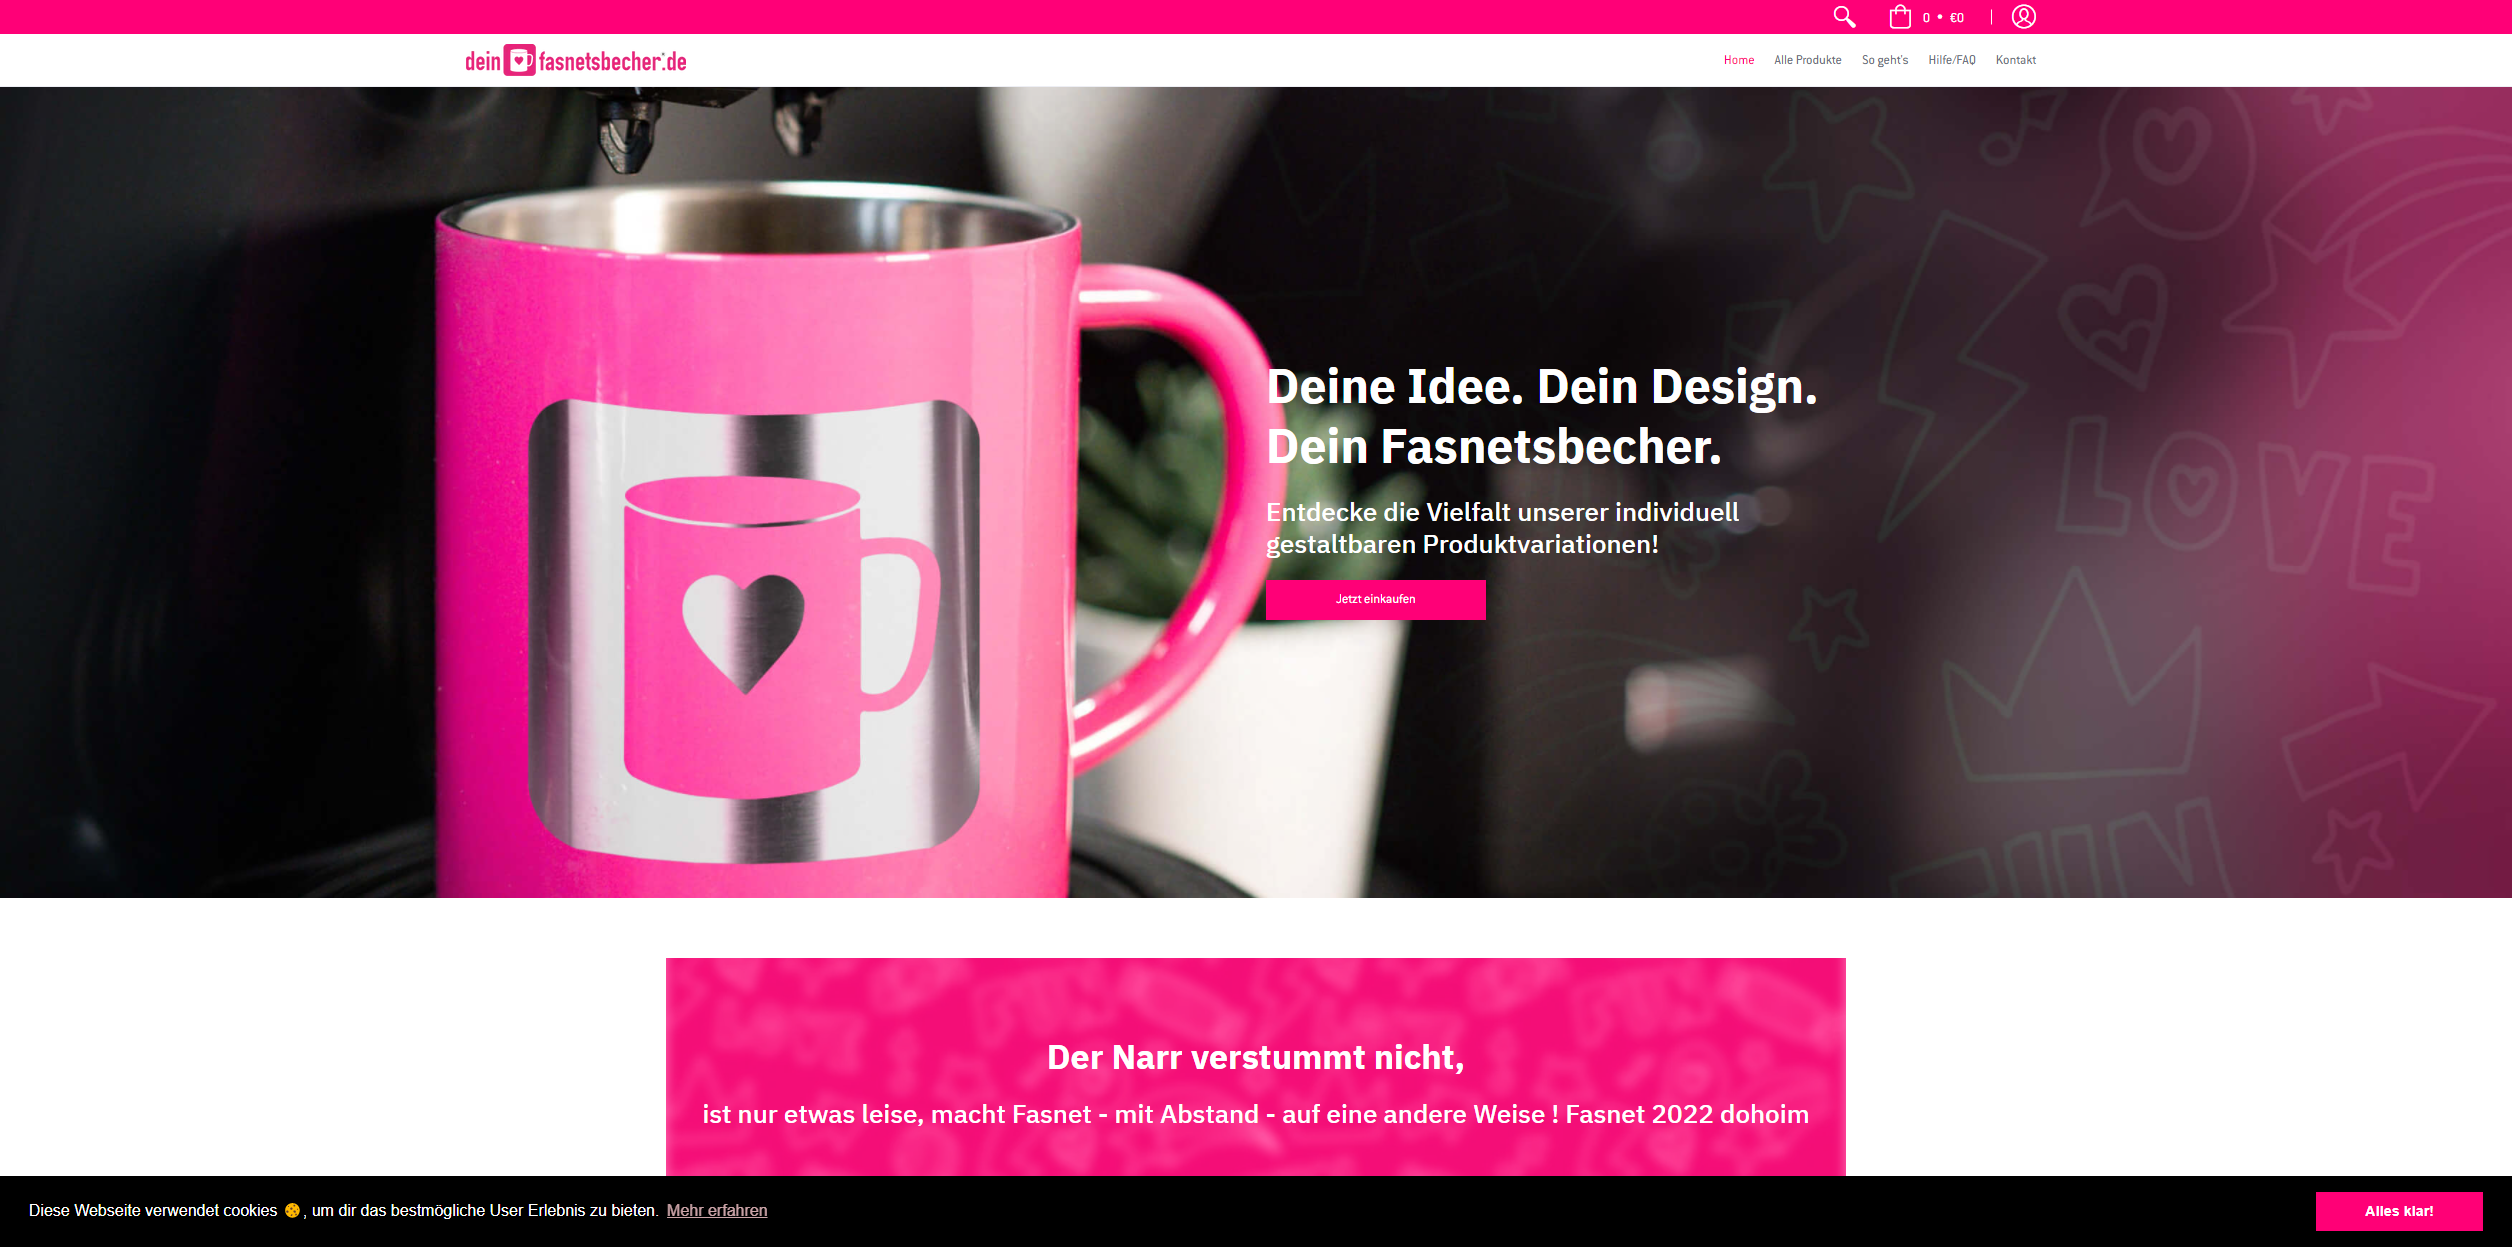 0 • €0
dein fasnetsbecher.de
Home Alle Produkte So geht's Hilfe/FAQ Kontakt
Deine Idee. Dein Design.
Dein Fasnetsbecher.
Entdecke die Vielfalt unserer individuell
gestaltbaren Produktvariationen!
Jetzt einkaufen
LOVE
FUN
Der Narr verstummt nicht,
ist nur etwas leise, macht Fasnet - mit Abstand - auf eine andere Weise ! Fasnet 2022 dohoim
Diese Webseite verwendet cookies 🍪, um dir das bestmögliche User Erlebnis zu bieten. Mehr erfahren
Alles klar!